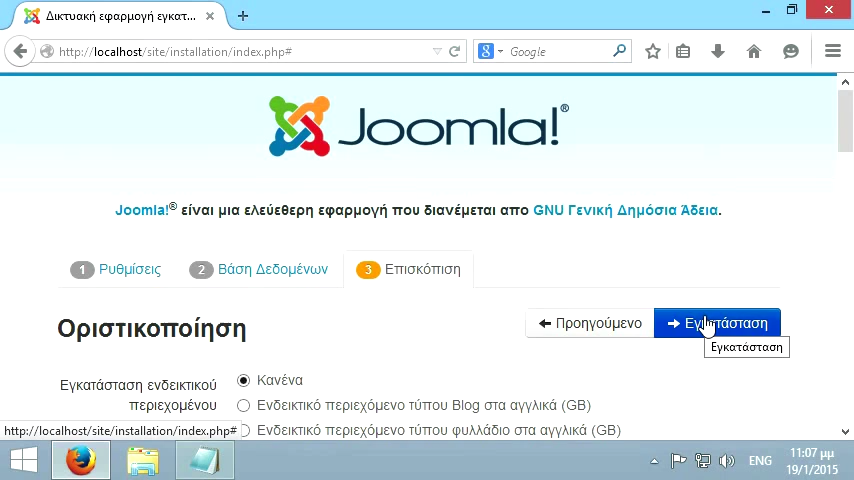 Δικτυακή εφαρμογή εγκατ...
http://localhost/site/installation/index.php#
Google
Joomla!®
Joomla!® είναι μια ελεύθερη εφαρμογή που διανέμεται απο GNU Γενική Δημόσια Άδεια.
1 Ρυθμίσεις
2 Βάση Δεδομένων
3 Επισκόπιση
Οριστικοποίηση
Προηγούμενο
Εγκατάσταση
Εγκατάσταση
Εγκατάσταση ενδεικτικού περιεχομένου
Κανένα
Ενδεικτικό περιεχόμενο τύπου Blog στα αγγλικά (GB)
Ενδεικτικό περιεχόμενο τύπου φυλλάδιο στα αγγλικά (GB)
http://localhost/site/installation/index.php#
ENG
11:07 μμ
19/1/2015